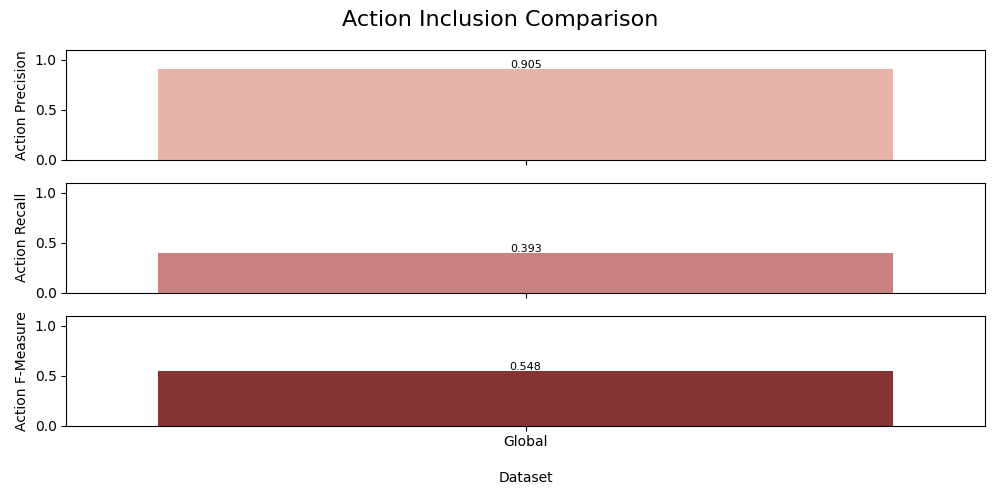 Action Inclusion Comparison
Action Precision
1.0
0.5
0.0
0.905
Action Recall
1.0
0.5
0.0
0.393
Action F-Measure
1.0
0.5
0.0
0.548
Global
Dataset